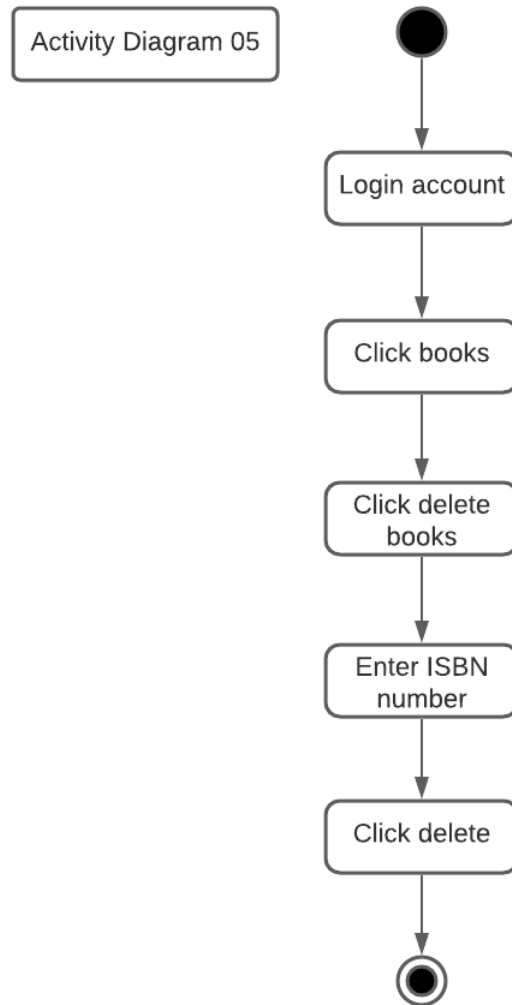 Activity Diagram 05
Login account
Click books
Click delete
books
Enter ISBN
number
Click delete